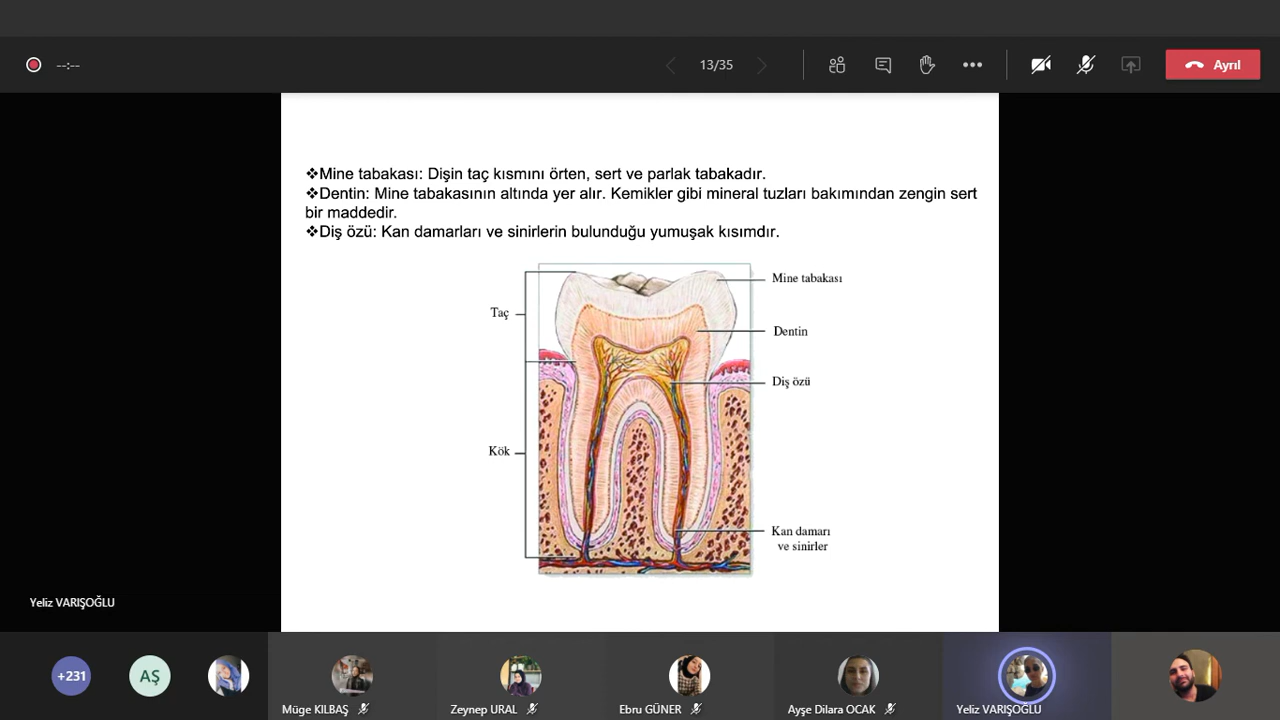 --:--
13/35
Ayrıl
❖Mine tabakası: Dişin taç kısmını örten, sert ve parlak tabakadır.
❖Dentin: Mine tabakasının altında yer alır. Kemikler gibi mineral tuzları bakımından zengin sert
bir maddedir.
❖Diş özü: Kan damarları ve sinirlerin bulunduğu yumuşak kısımdır.
Mine tabakası
Taç
Dentin
Diş özü
Kök
Kan damarı
ve sinirler
Yeliz VARIŞOĞLU
+231
AŞ
Müge KILBAŞ
Zeynep URAL
Ebru GÜNER
Ayşe Dilara OCAK
Yeliz VARIŞOĞLU